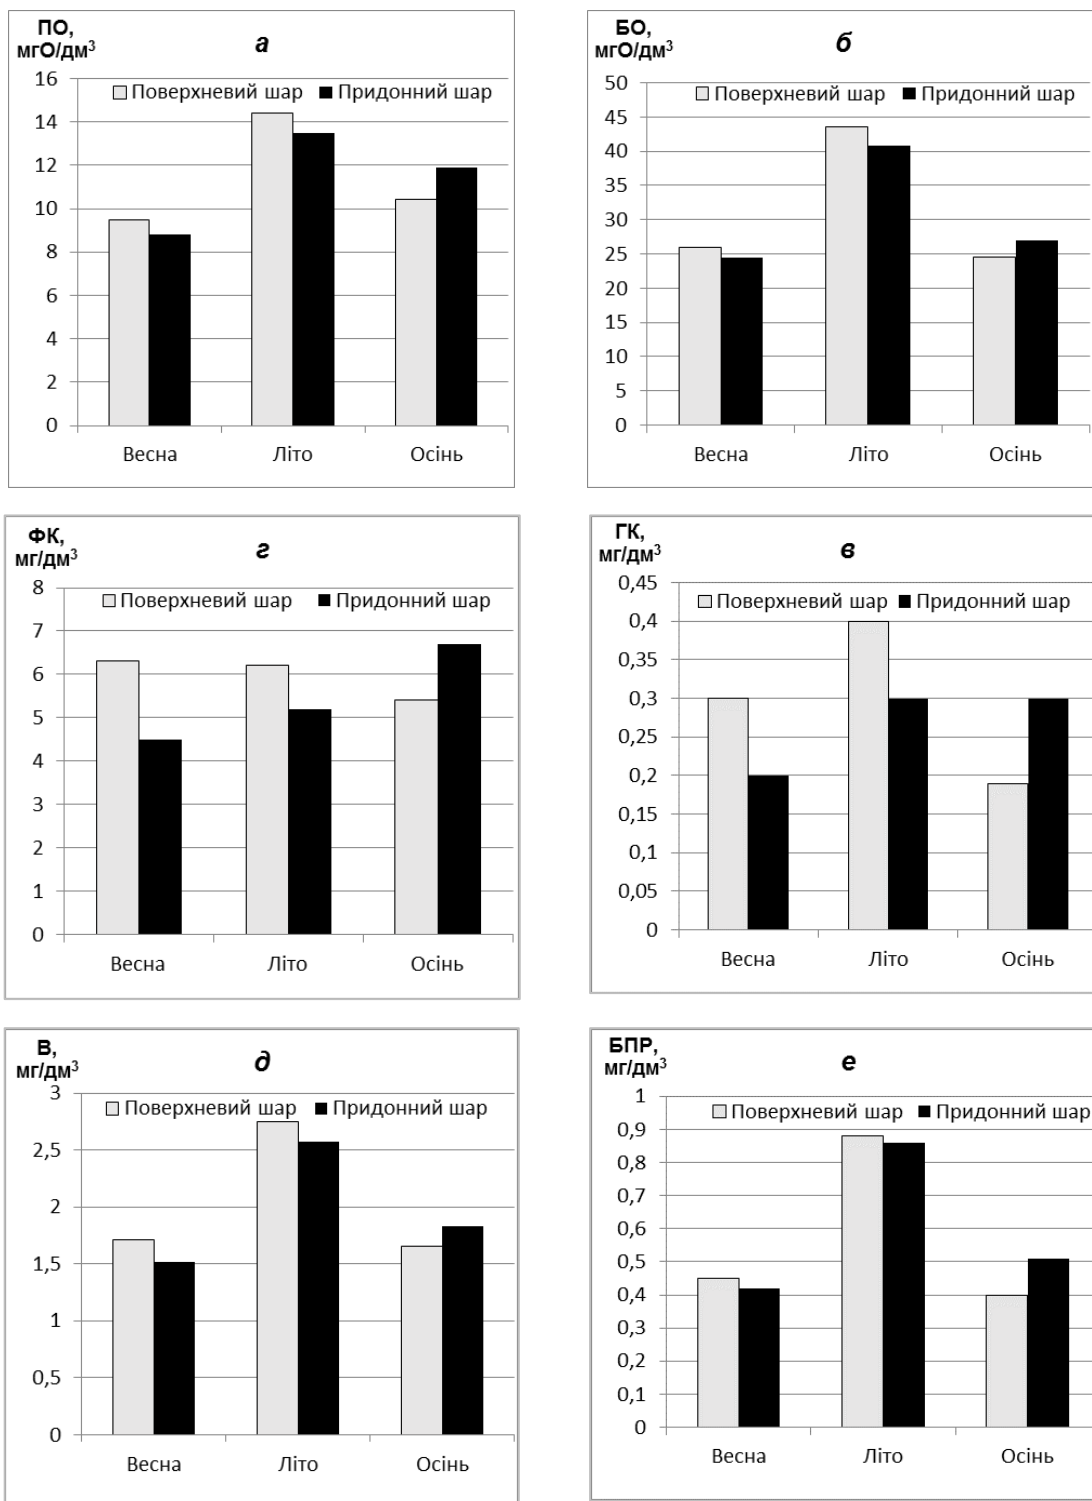 ПО,
мгО/дм³
а
Поверхневий шар Придонний шар
16
14
12
10
8
6
4
2
0
Весна Літо Осінь
БО,
мгО/дм³
б
Поверхневий шар Придонний шар
50
45
40
35
30
25
20
15
10
5
0
Весна Літо Осінь
ФК,
мг/дм³
г
Поверхневий шар Придонний шар
8
7
6
5
4
3
2
1
0
Весна Літо Осінь
ГК,
мг/дм³
в
Поверхневий шар Придонний шар
0,45
0,4
0,35
0,3
0,25
0,2
0,15
0,1
0,05
0
Весна Літо Осінь
В,
мг/дм³
д
Поверхневий шар Придонний шар
3
2,5
2
1,5
1
0,5
0
Весна Літо Осінь
БПР,
мг/дм³
е
Поверхневий шар Придонний шар
1
0,9
0,8
0,7
0,6
0,5
0,4
0,3
0,2
0,1
0
Весна Літо Осінь